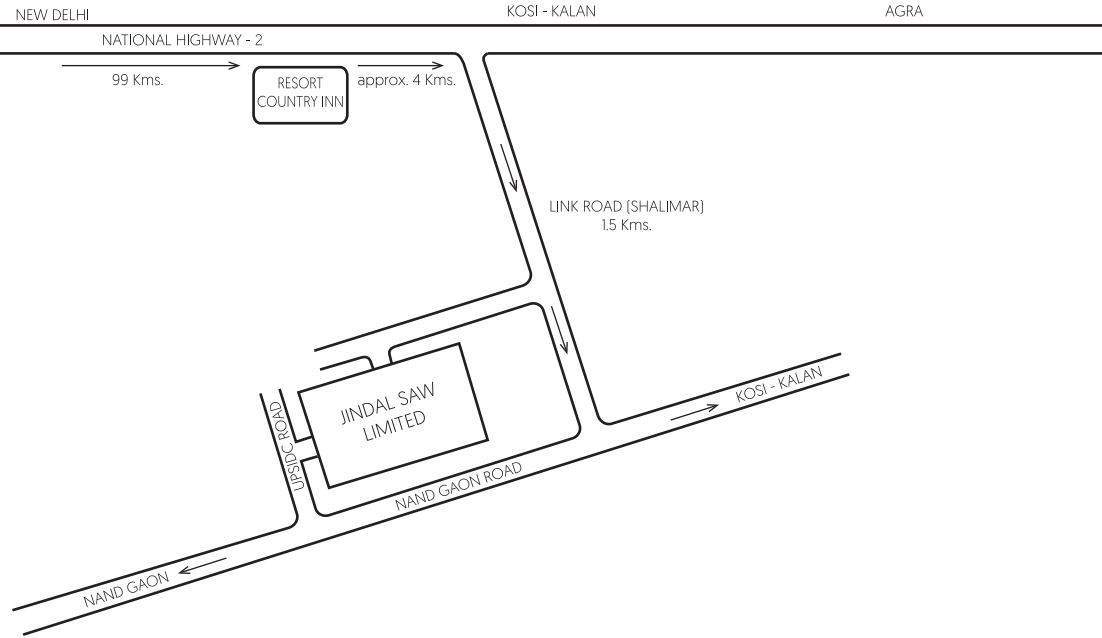 NEW DELHI
KOSI - KALAN
AGRA
NATIONAL HIGHWAY - 2
99 Kms.
RESORT
COUNTRY INN
approx. 4 Kms.
LINK ROAD (SHALIMAR)
1.5 Kms.
JINDAL SAW
LIMITED
KOSI - KALAN
UPSIDC ROAD
NAND GAON ROAD
NAND GAON